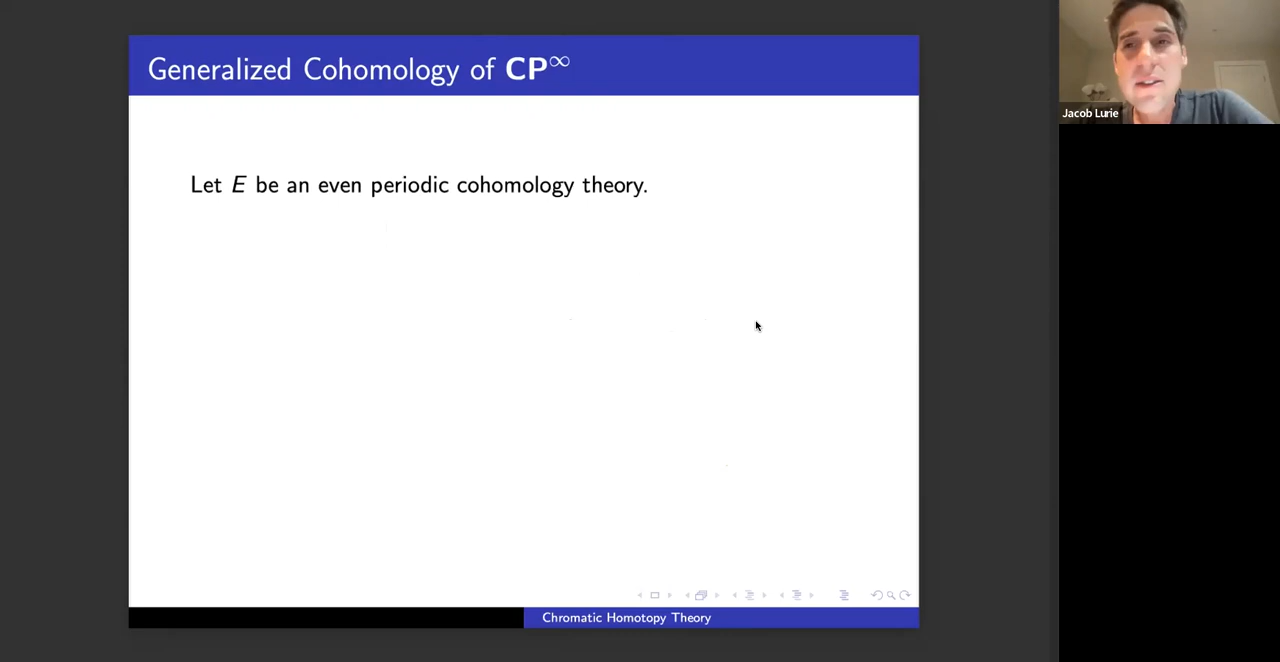 Generalized Cohomology of CP∞
Let E be an even periodic cohomology theory.
Chromatic Homotopy Theory
Jacob Lurie